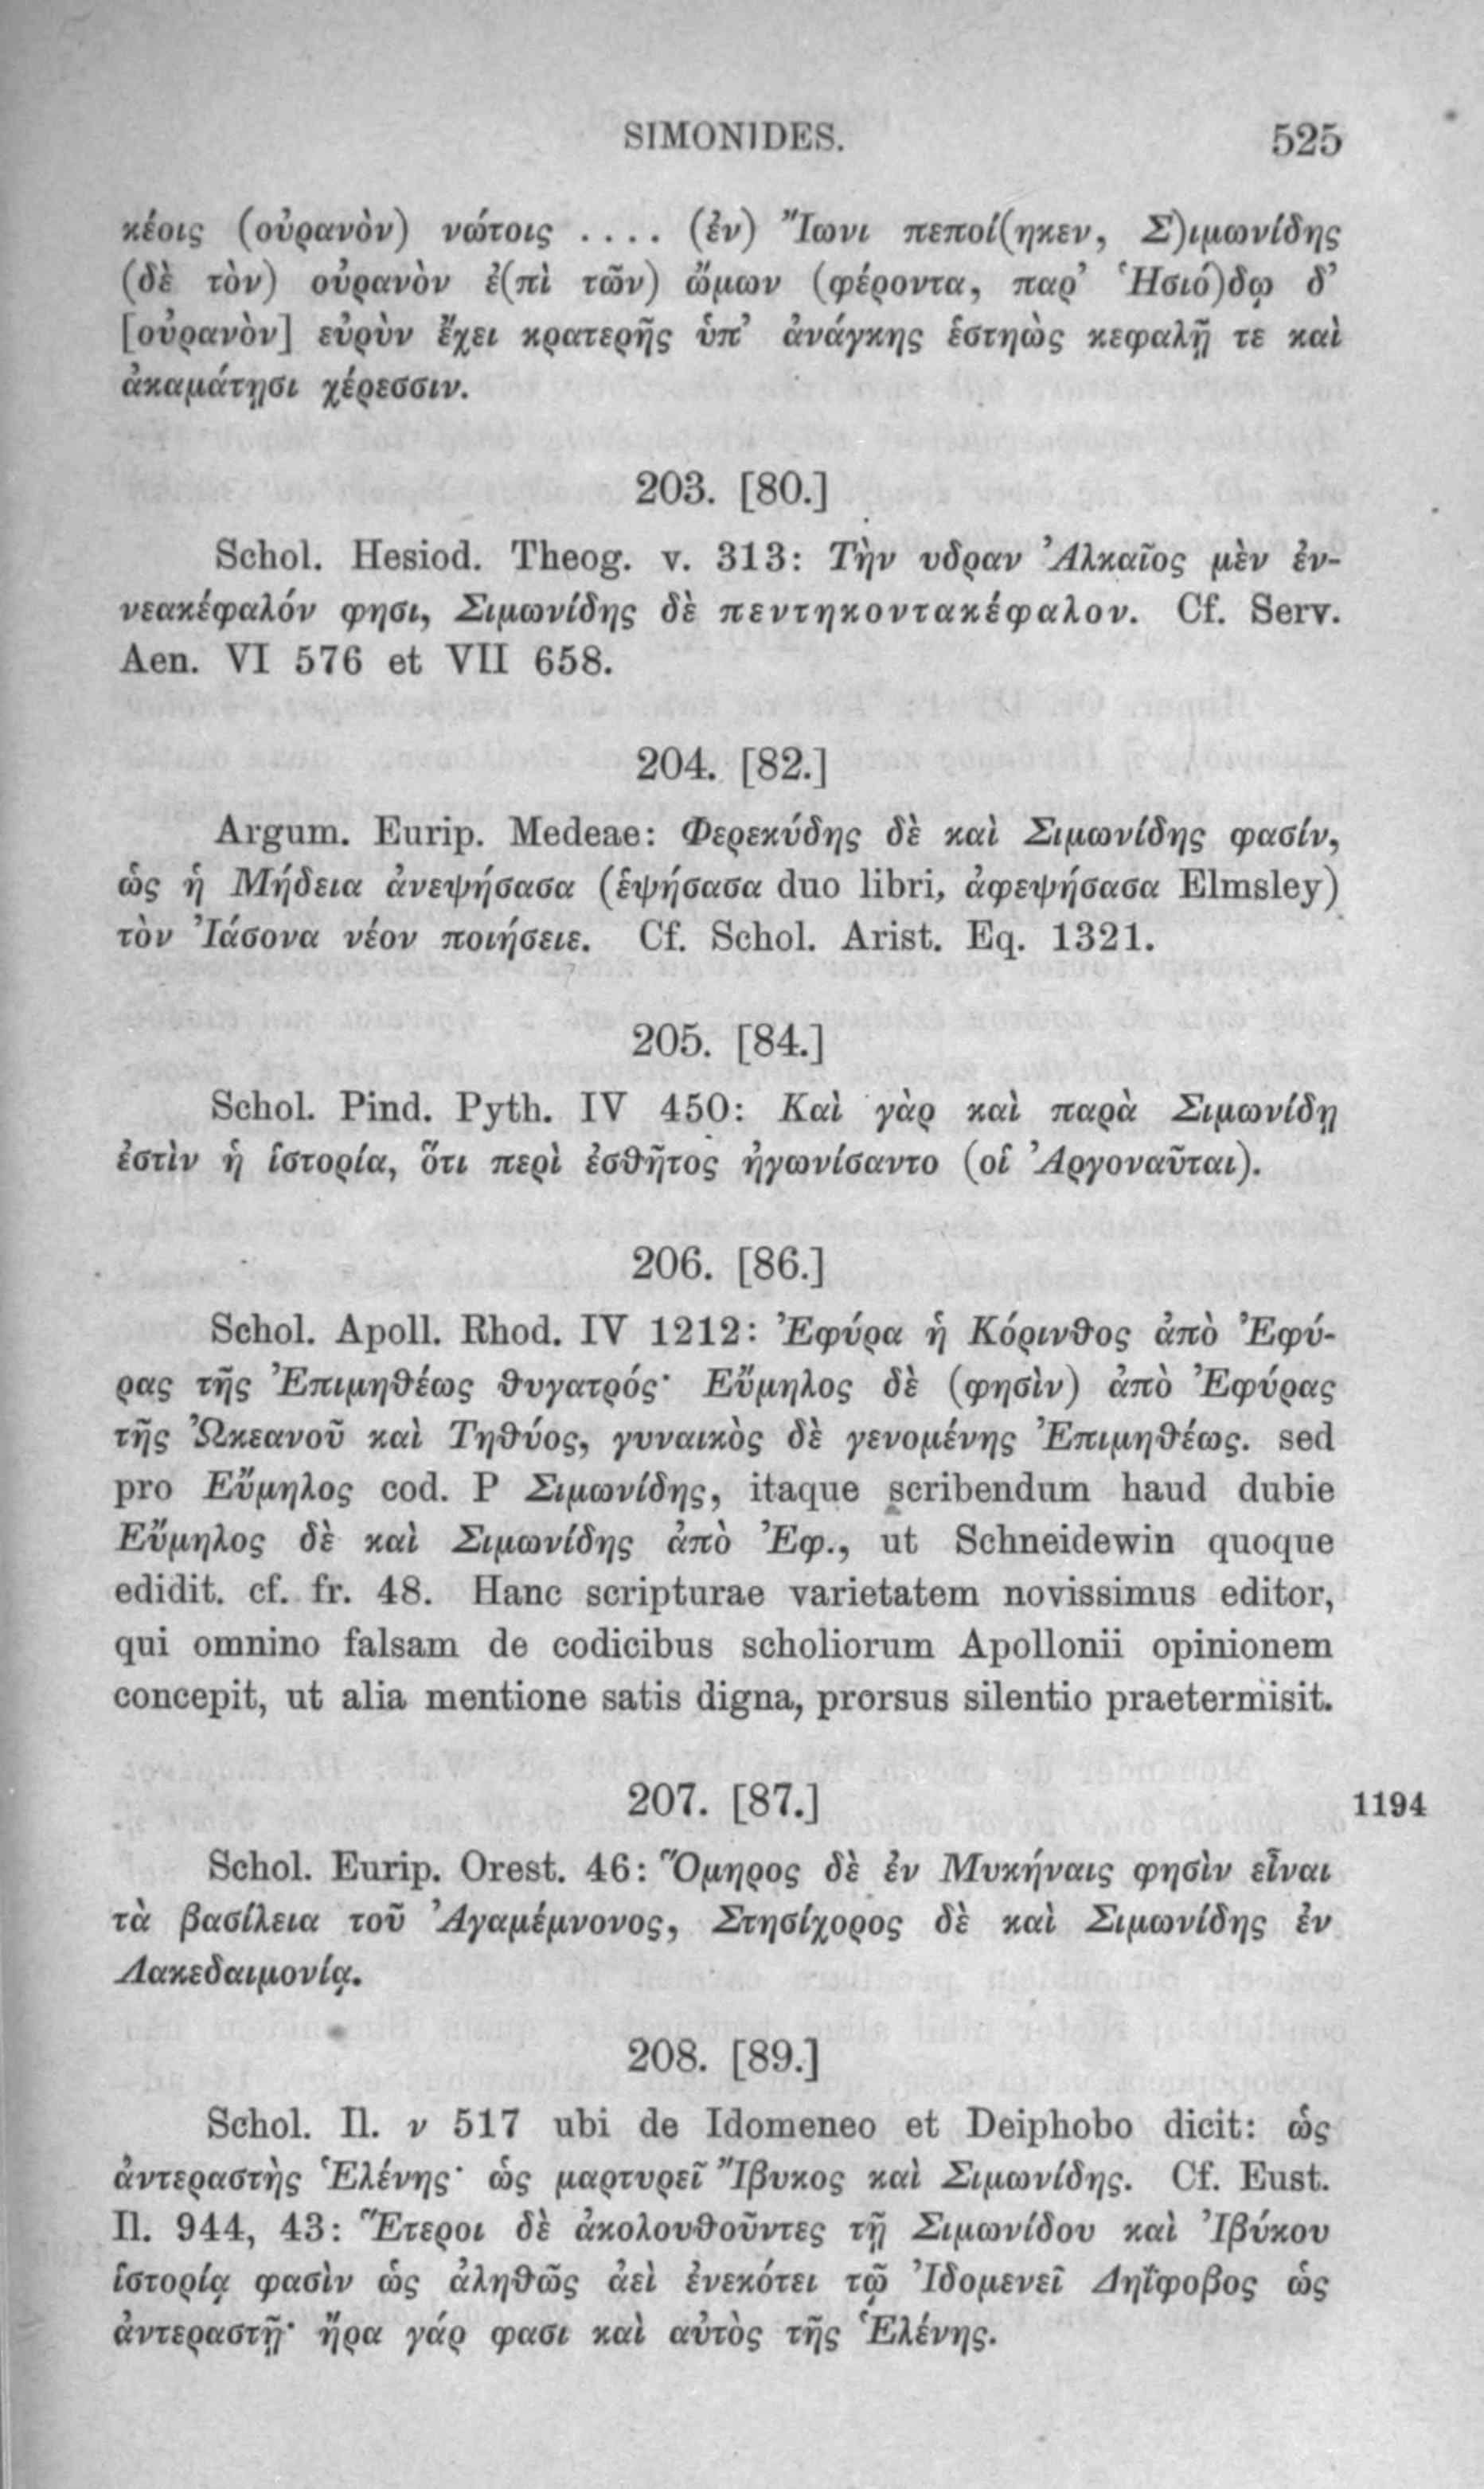 SIMONIDES. 525
κέοις (οὐρανὸν) νώτοις .... (ἐν) Ἴωνι πεποί(ηκεν, Σ)ιμωνίδης
(δὲ τὸν) οὐρανὸν ἐ(πὶ τῶν) ὤμων (φέροντα, παρ’ Ἡσιό)δῳ δ’
[οὐρανὸν] εὐρὺν ἔχει κρατερῆς ὑπ’ ἀνάγκης ἑστηὼς κεφαλῇ τε καὶ
ἀκαμάτῃσι χέρεσσιν.
203. [80.]
Schol. Hesiod. Theog. v. 313: Τὴν υδραν Ἀλκαῖος μὲν ἐν-
νεακέφαλόν φησι, Σιμωνίδης δὲ πεντηκοντακέφαλον. Cf. Serv.
Aen. VI 576 et VII 658.
204. [82.]
Argum. Eurip. Medeae: Φερεκύδης δὲ καὶ Σιμωνίδης φασίν,
ὡς ἡ Μήδεια ἀνεψήσασα (ἑψήσασα duo libri, ἀφεψήσασα Elmsley)
τὸν Ἰάσονα νέον ποιήσειε. Cf. Schol. Arist. Eq. 1321.
205. [84.]
Schol. Pind. Pyth. IV 450: Καὶ γὰρ καὶ παρὰ Σιμωνίδῃ
ἐστὶν ἡ ἱστορία, ὅτι περὶ ἐσθῆτος ἠγωνίσαντο (οἱ Ἀργοναῦται).
206. [86.]
Schol. Apoll. Rhod. IV 1212: Ἐφύρα ἡ Κόρινθος ἀπὸ Ἐφύ-
ρας τῆς Ἐπιμηθέως θυγατρός· Εὔμηλος δὲ (φησὶν) ἀπὸ Ἐφύρας
τῆς Ὠκεανοῦ καὶ Τηθύος, γυναικὸς δὲ γενομένης Ἐπιμηθέως. sed
pro Εὔμηλος cod. P Σιμωνίδης, itaque scribendum haud dubie
Εὔμηλος δὲ καὶ Σιμωνίδης ἀπὸ Ἐφ., ut Schneidewin quoque
edidit. cf. fr. 48. Hanc scripturae varietatem novissimus editor,
qui omnino falsam de codicibus scholiorum Apollonii opinionem
concepit, ut alia mentione satis digna, prorsus silentio praetermisit.
207. [87.] 1194
Schol. Eurip. Orest. 46: Ὅμηρος δὲ ἐν Μυκήναις φησὶν εἶναι
τὰ βασίλεια τοῦ Ἀγαμέμνονος, Στησίχορος δὲ καὶ Σιμωνίδης ἐν
Λακεδαιμονίᾳ.
208. [89.]
Schol. Il. ν 517 ubi de Idomeneo et Deiphobo dicit: ὡς
ἀντεραστὴς Ἑλένης· ὡς μαρτυρεῖ Ἴβυκος καὶ Σιμωνίδης. Cf. Eust.
Il. 944, 43: Ἕτεροι δὲ ἀκολουθοῦντες τῇ Σιμωνίδου καὶ Ἰβύκου
ἱστορίᾳ φασὶν ὡς ἀληθῶς ἀεὶ ἐνεκότει τῷ Ἰδομενεῖ Δηΐφοβος ὡς
ἀντεραστῇ· ἤρα γάρ φασι καὶ αὐτὸς τῆς Ἑλένης.